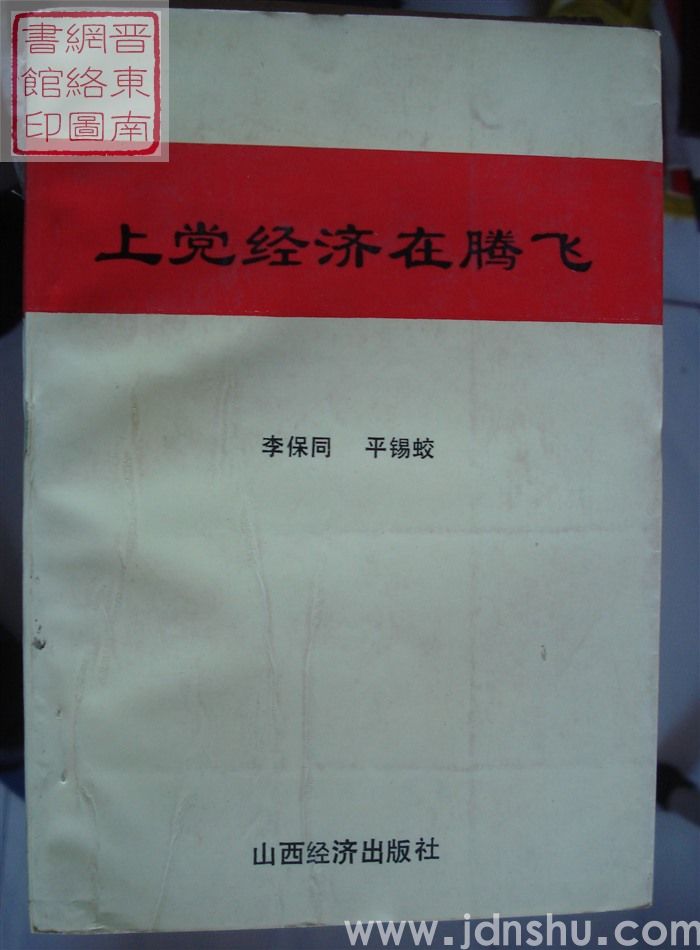 晋東南
網絡圖
書館印
上党经济在腾飞
李保同 平锡蛟
山西经济出版社
www.jdnshu.com